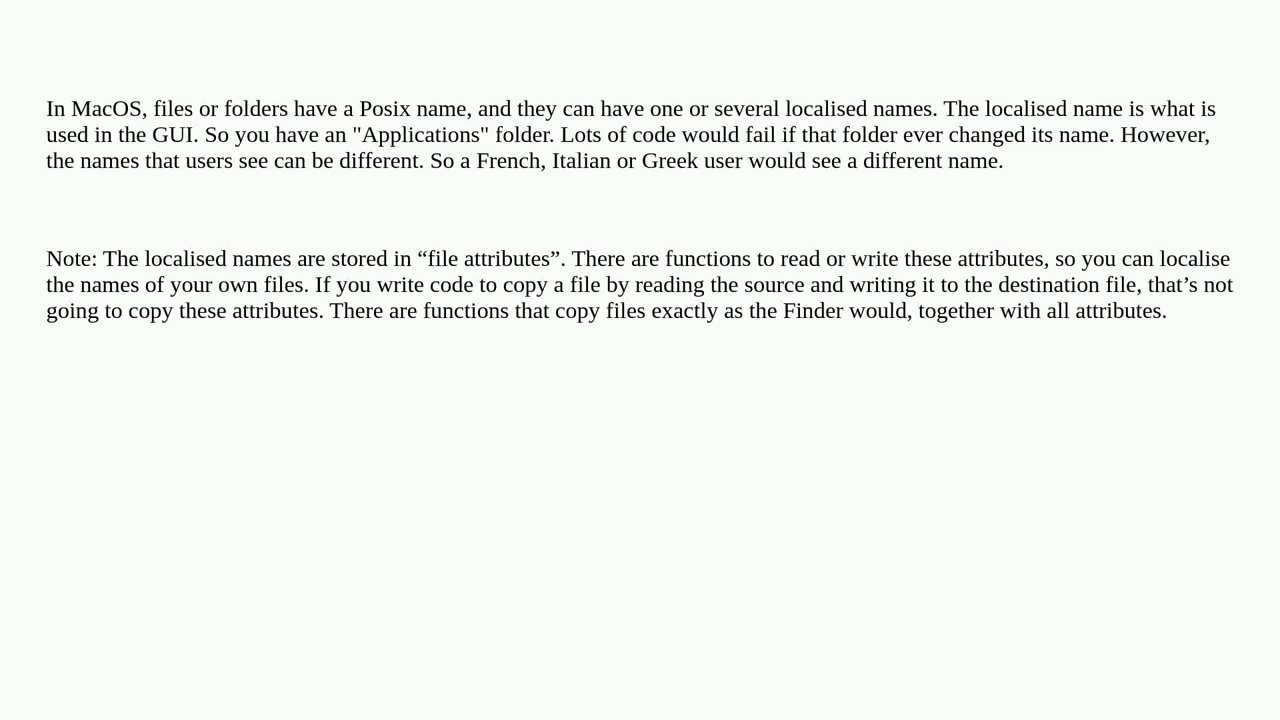 In MacOS, files or folders have a Posix name, and they can have one or several localised names. The localised name is what is
used in the GUI. So you have an "Applications" folder. Lots of code would fail if that folder ever changed its name. However,
the names that users see can be different. So a French, Italian or Greek user would see a different name.
Note: The localised names are stored in “file attributes”. There are functions to read or write these attributes, so you can localise
the names of your own files. If you write code to copy a file by reading the source and writing it to the destination file, that’s not
going to copy these attributes. There are functions that copy files exactly as the Finder would, together with all attributes.